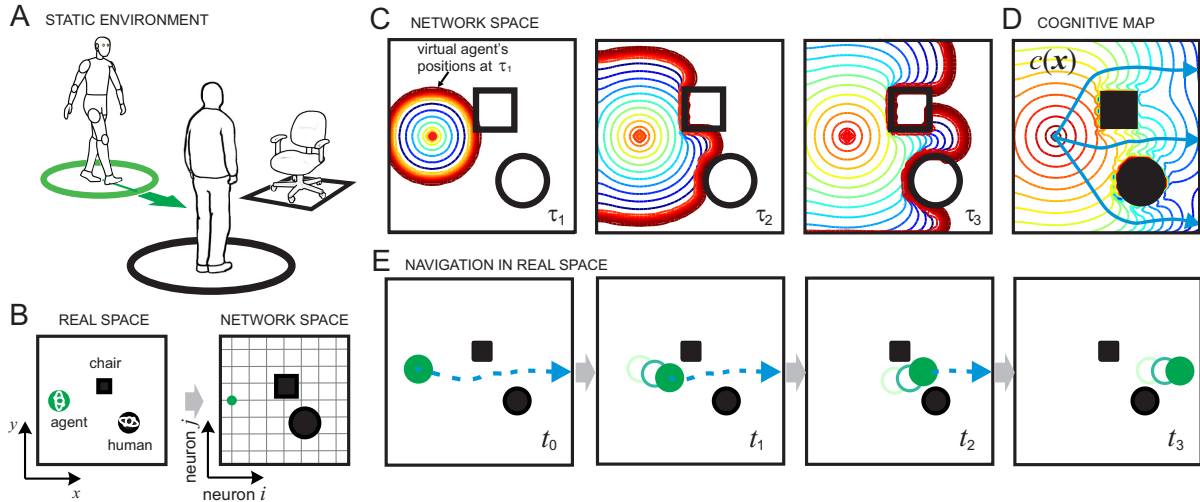 A STATIC ENVIRONMENT
B
REAL SPACE
chair
agent
human
y
x
NETWORK SPACE
neuron j
neuron i
C NETWORK SPACE
virtual agent's
positions at τ1
τ1
τ2
τ3
D COGNITIVE MAP
c(x)
E NAVIGATION IN REAL SPACE
t0
t1
t2
t3